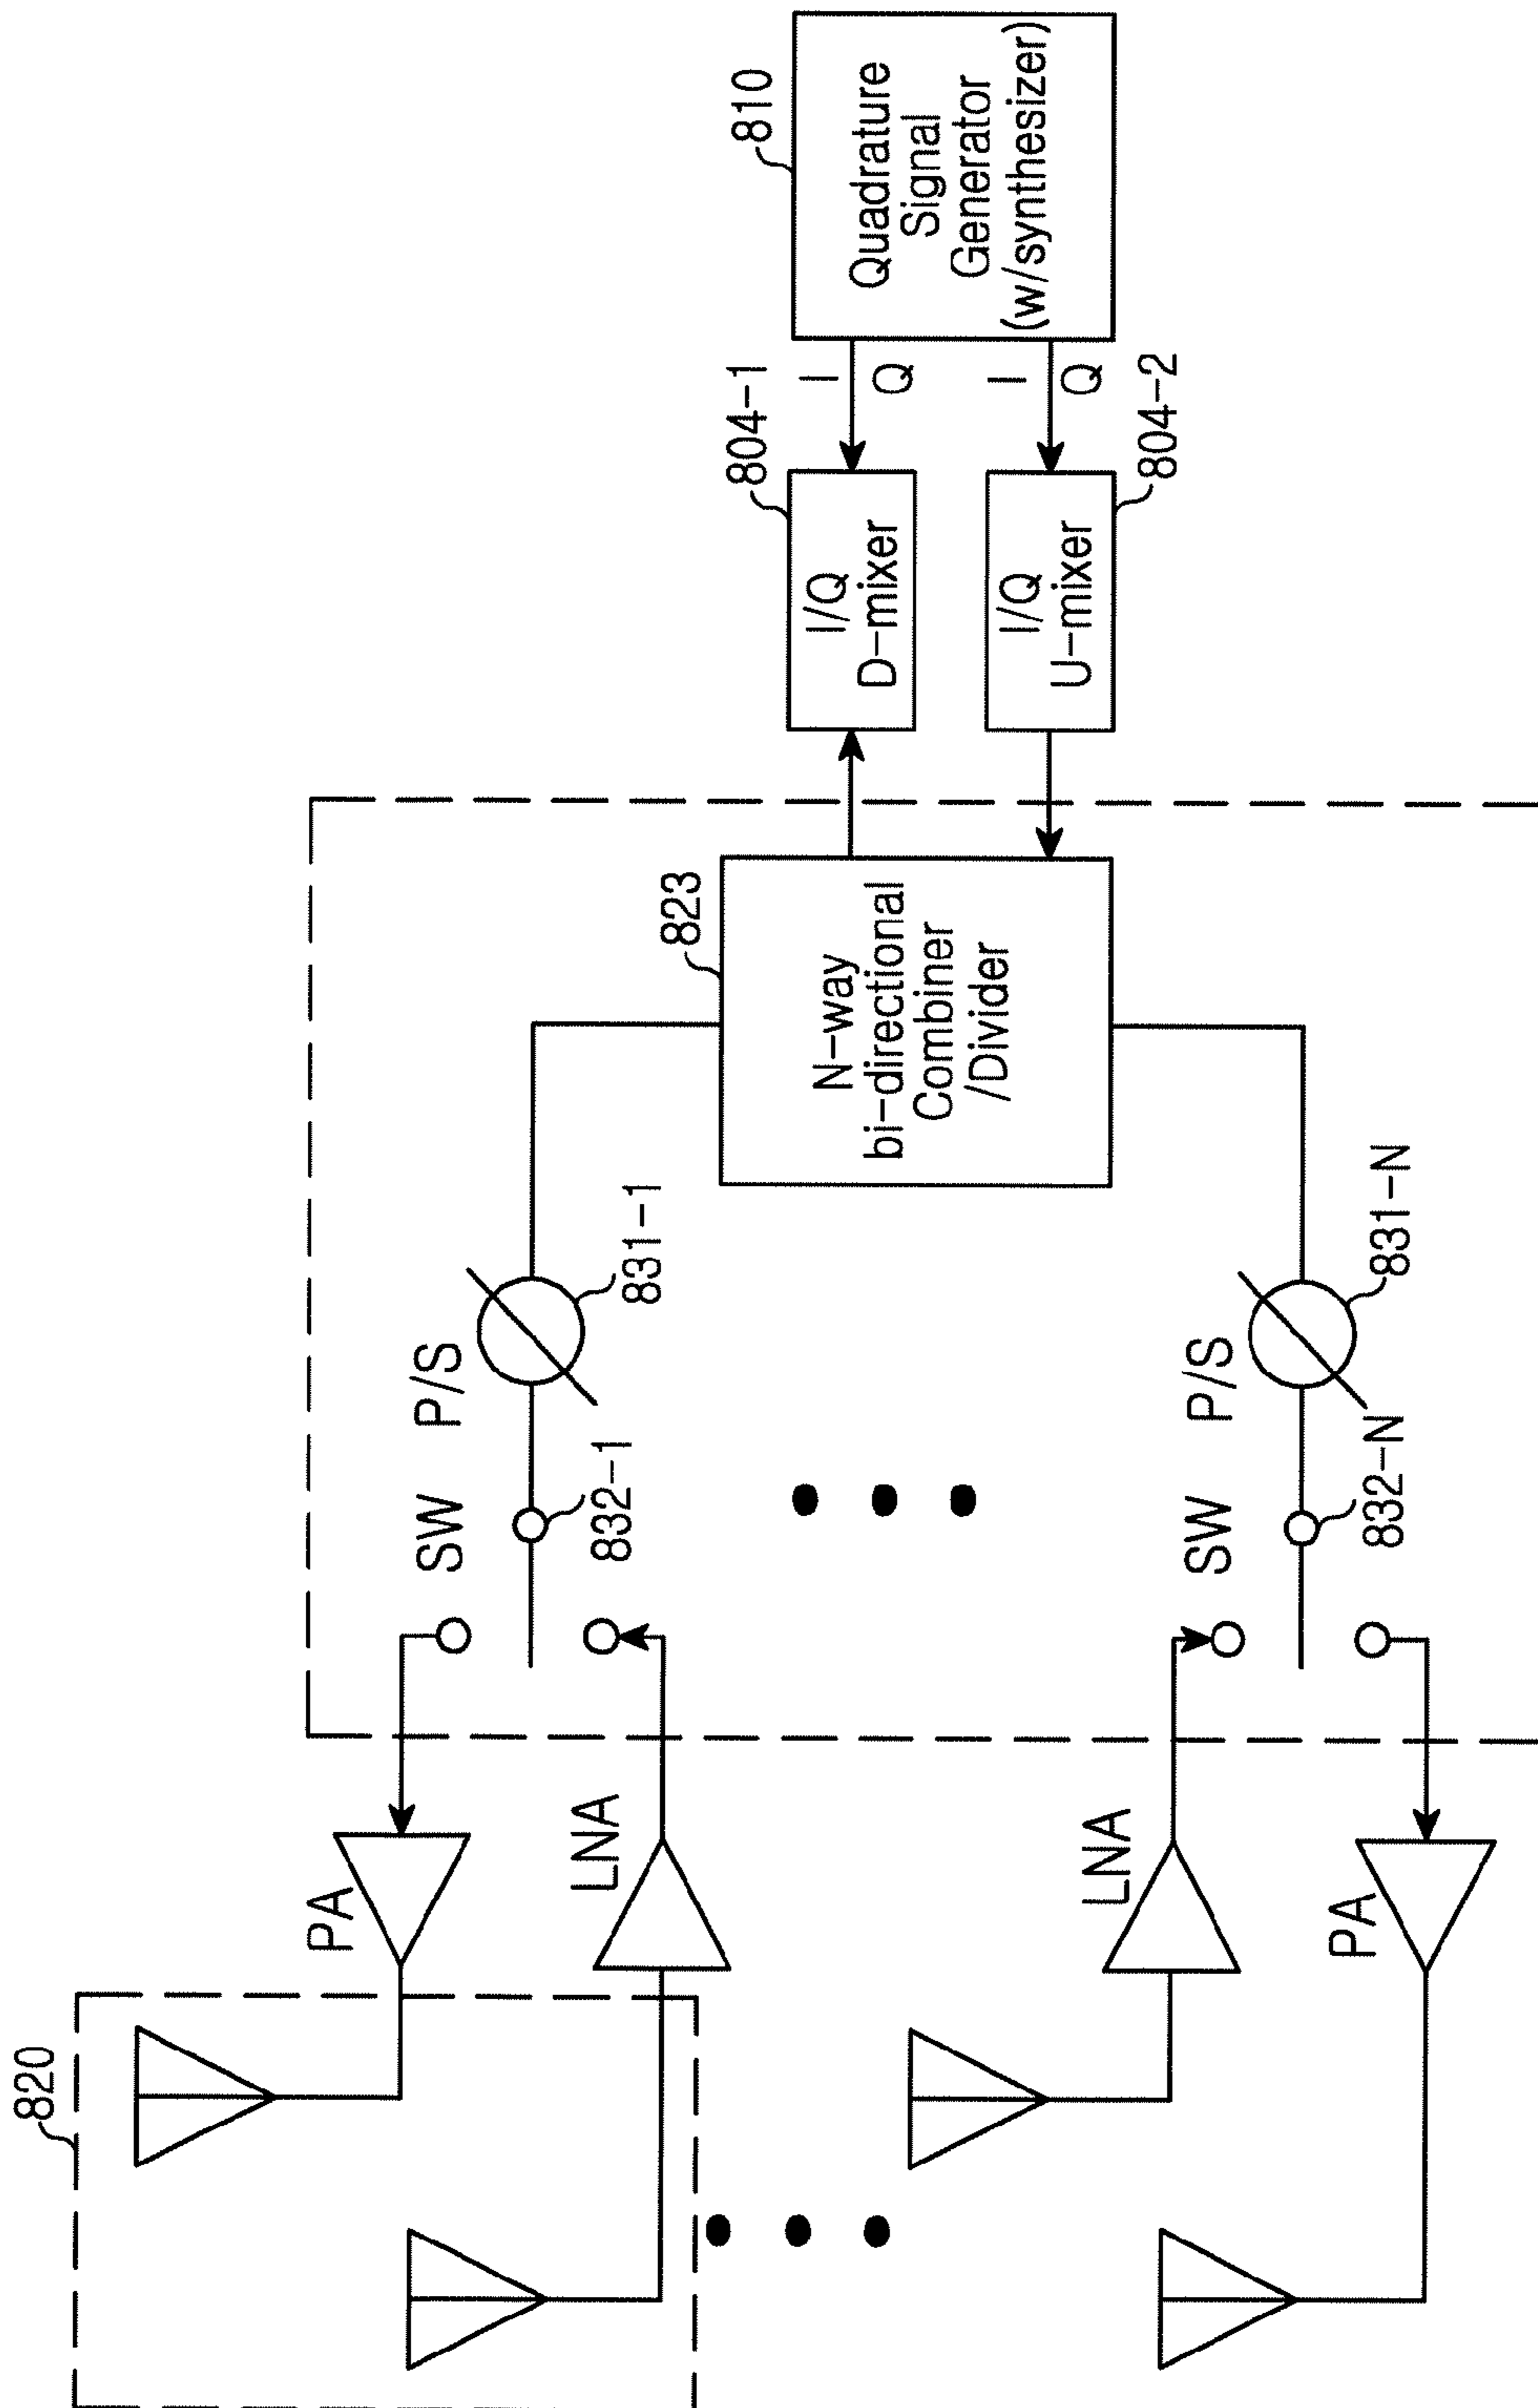 820
PA
LNA
SW
P/S
832-1
831-1
823
N-way
bi-directional
Combiner
/Divider
804-1
I/Q
D-mixer
I
Q
810
Quadrature
Signal
Generator
(w/synthesizer)
I/Q
U-mixer
I
Q
804-2
LNA
PA
SW
P/S
832-N
831-N